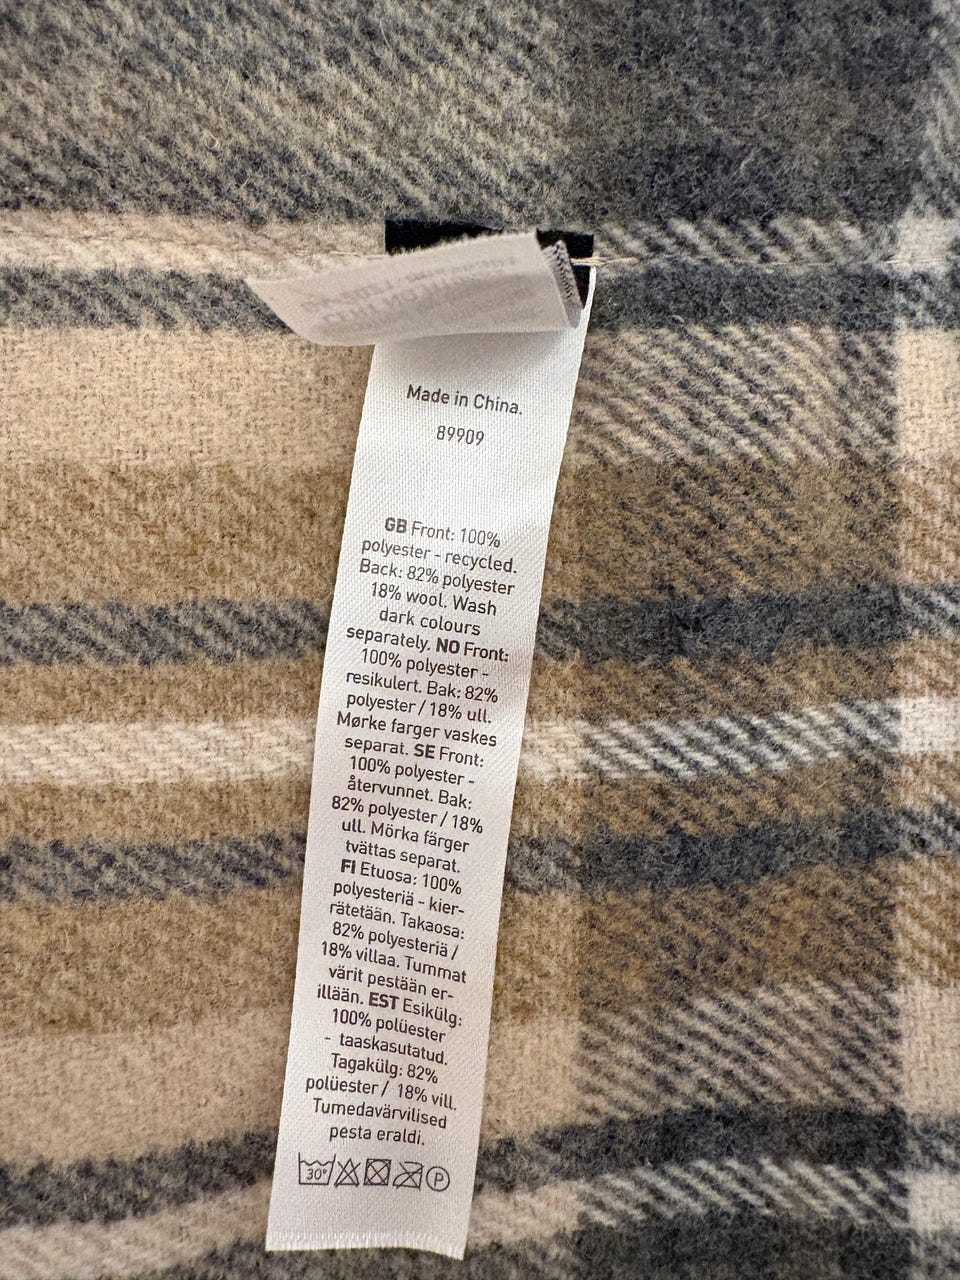 Made in China.
89909
GB Front: 100%
polyester - recycled.
Back: 82% polyester
18% wool. Wash
dark colours
separately. NO Front:
100% polyester -
resikulert. Bak: 82%
polyester / 18% ull.
Mørke farger vaskes
separat. SE Front:
100% polyester -
återvunnet. Bak:
82% polyester / 18%
ull. Mörka färger
tvättas separat.
FI Etuosa: 100%
polyesteriä - kier-
rätetään. Takaosa:
82% polyesteriä /
18% villaa. Tummat
värit pestään er-
illään. EST Esikülg:
100% polüester
- taaskasutatud.
Tagakülg: 82%
polüester / 18% vill.
Tumedavärvilised
pesta eraldi.
30°
P